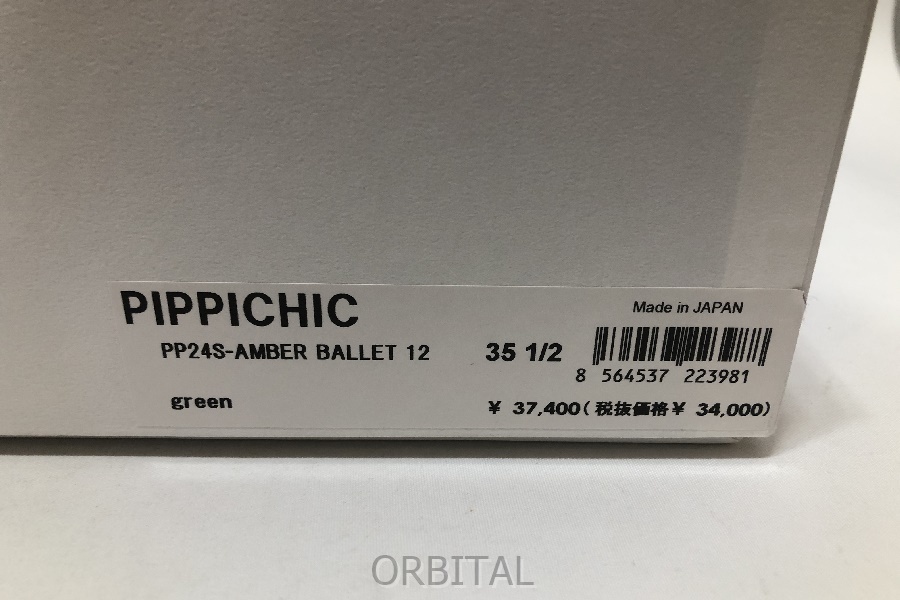 PIPPICHIC
Made in JAPAN
PP24S-AMBER BALLET 12
35 1/2
8 564537 223981
green
¥ 37,400(税抜価格¥ 34,000)
ORBITAL